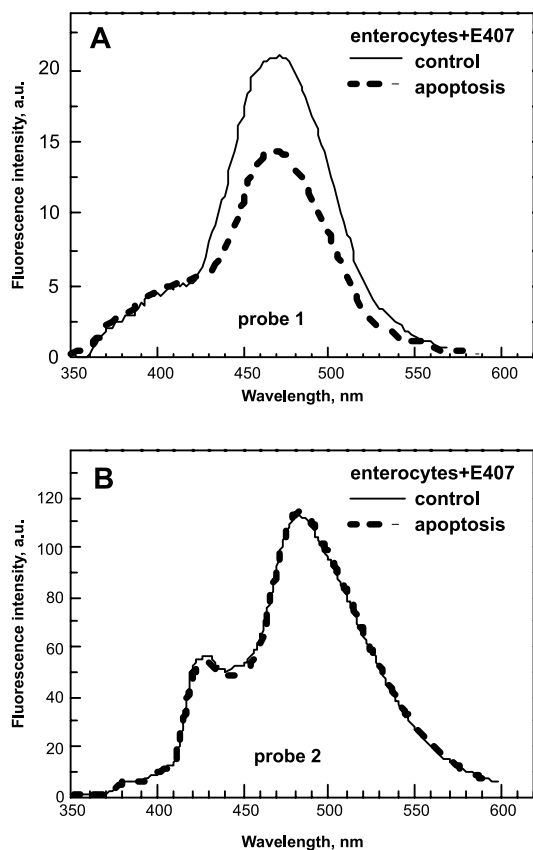 A
enterocytes+E407
control
apoptosis
Fluorescence intensity, a.u.
20
15
10
5
0
probe 1
350 400 450 500 550 600
Wavelength, nm
B
enterocytes+E407
control
apoptosis
Fluorescence intensity, a.u.
120
100
80
60
40
20
0
probe 2
350 400 450 500 550 600
Wavelength, nm